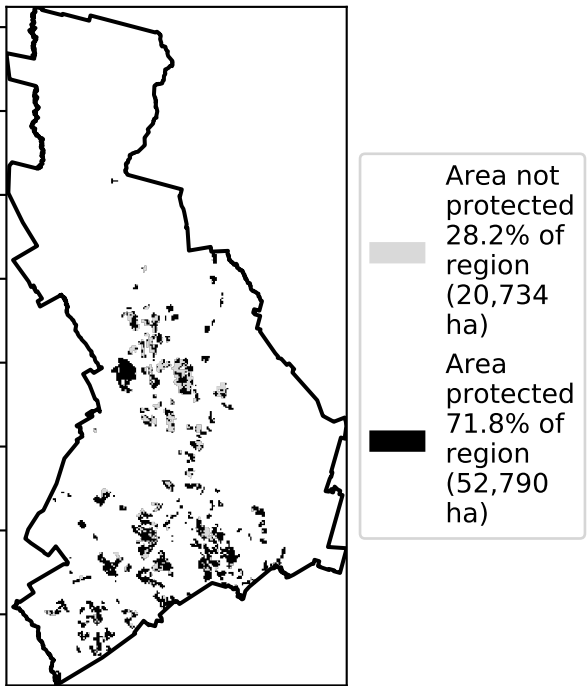 Area not
protected
28.2% of
region
(20,734
ha)
Area
protected
71.8% of
region
(52,790
ha)